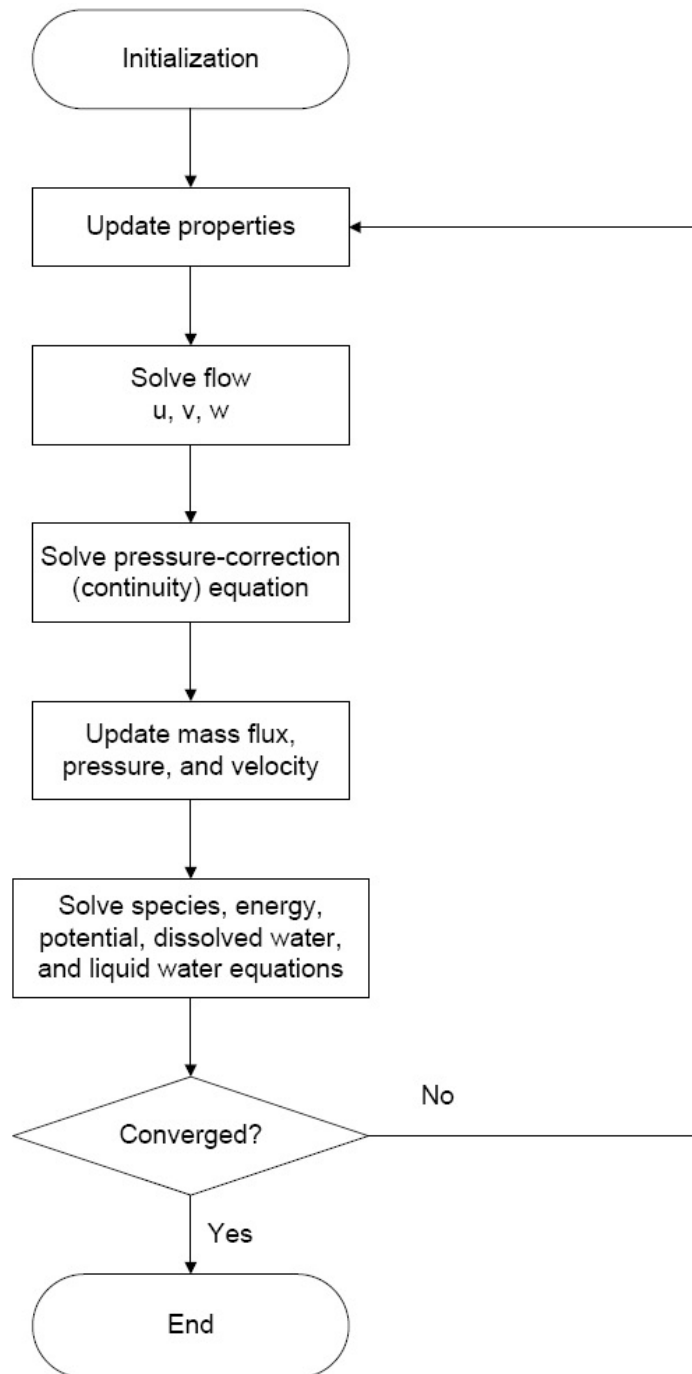 Initialization
Update properties
Solve flow
u, v, w
Solve pressure-correction
(continuity) equation
Update mass flux,
pressure, and velocity
Solve species, energy,
potential, dissolved water,
and liquid water equations
No
Converged?
Yes
End